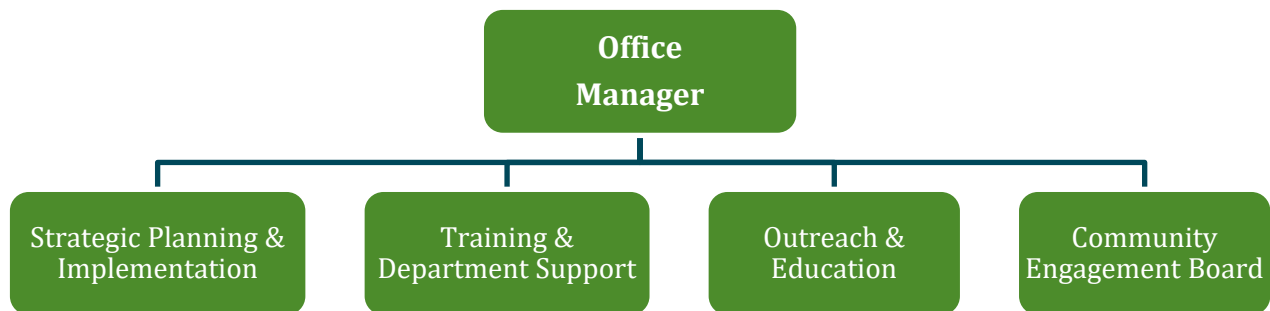 Office
Manager
Strategic Planning &
Implementation
Training &
Department Support
Outreach &
Education
Community
Engagement Board